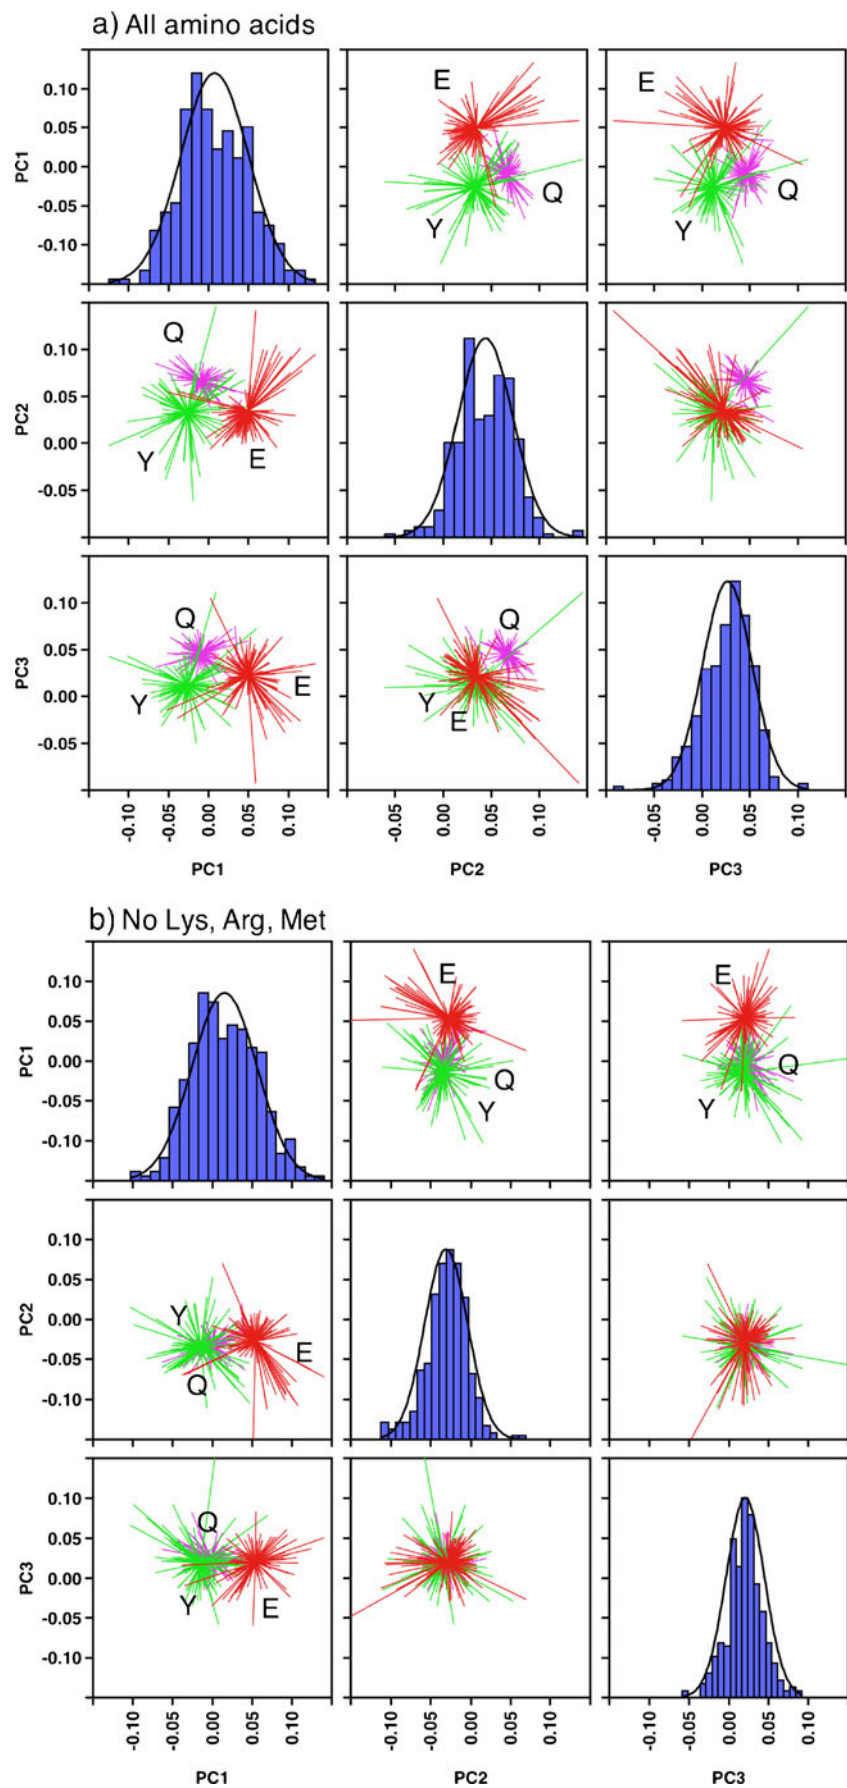 a) All amino acids
PC1
0.10
0.05
0.00
-0.05
-0.10
E
Y
Q
E
Y
Q
PC2
0.10
0.05
0.00
-0.05
Q
Y
E
PC3
0.10
0.05
0.00
-0.05
Q
Y
E
Q
Y
E
-0.10 -0.05 0.00 0.05 0.10
-0.05 0.00 0.05 0.10
-0.05 0.00 0.05 0.10
PC1 PC2 PC3
b) No Lys, Arg, Met
PC1
0.10
0.05
0.00
-0.05
-0.10
E
Q
Y
E
Q
Y
PC2
0.10
0.05
0.00
-0.05
-0.10
Y
Q
E
PC3
0.10
0.05
0.00
-0.05
-0.10
Q
Y
E
-0.10 -0.05 0.00 0.05 0.10
-0.10 -0.05 0.00 0.05 0.10
-0.10 -0.05 0.00 0.05 0.10
PC1 PC2 PC3